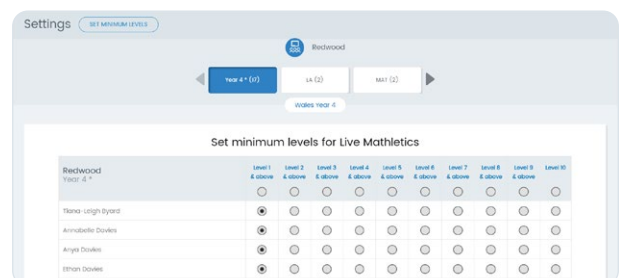 Settings SET MINIMUM LEVELS
Redwood
Year 4 * (17) LA (2) MAT (2)
Wales Year 4
Set minimum levels for Live Mathletics
Redwood
Year 4 *
Level 1 & above Level 2 & above Level 3 & above Level 4 & above Level 5 & above Level 6 & above Level 7 & above Level 8 & above Level 9 & above Level 10
Tiana-Leigh Byard
Annabelle Davies
Anya Davies
Ethan Davies